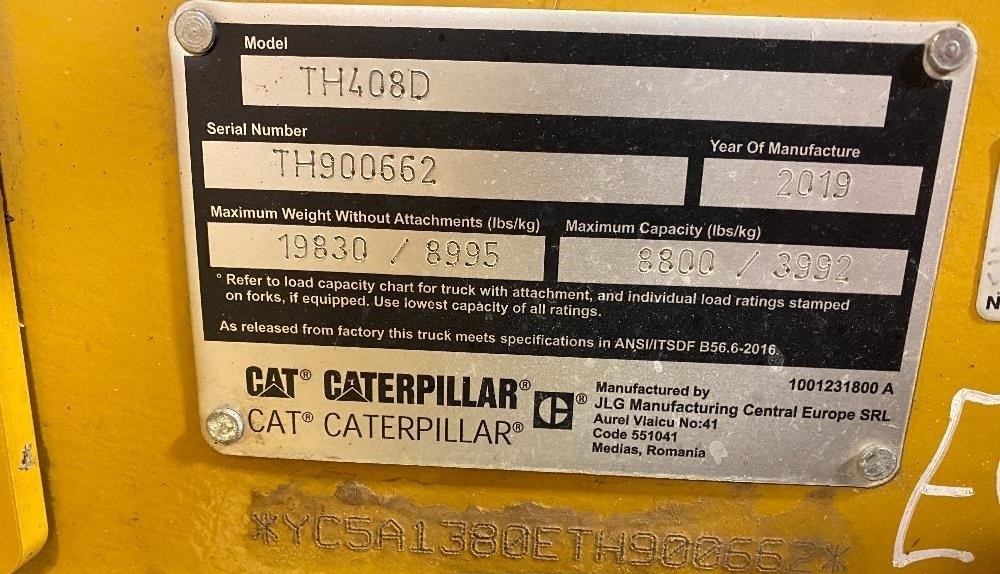 Model
TH408D
Serial Number
TH900662
Year Of Manufacture
2019
Maximum Weight Without Attachments (lbs/kg)
19830 / 8995
Maximum Capacity (lbs/kg)
8800 / 3992
° Refer to load capacity chart for truck with attachment, and individual load ratings stamped
on forks, if equipped. Use lowest capacity of all ratings.
As released from factory this truck meets specifications in ANSI/ITSDF B56.6-2016.
CAT® CATERPILLAR®
CAT® CATERPILLAR®
C®
Manufactured by
1001231800 A
JLG Manufacturing Central Europe SRL
Aurel Vlaicu No:41
Code 551041
Medias, Romania
*YC5A1380ETH900662*
E
N